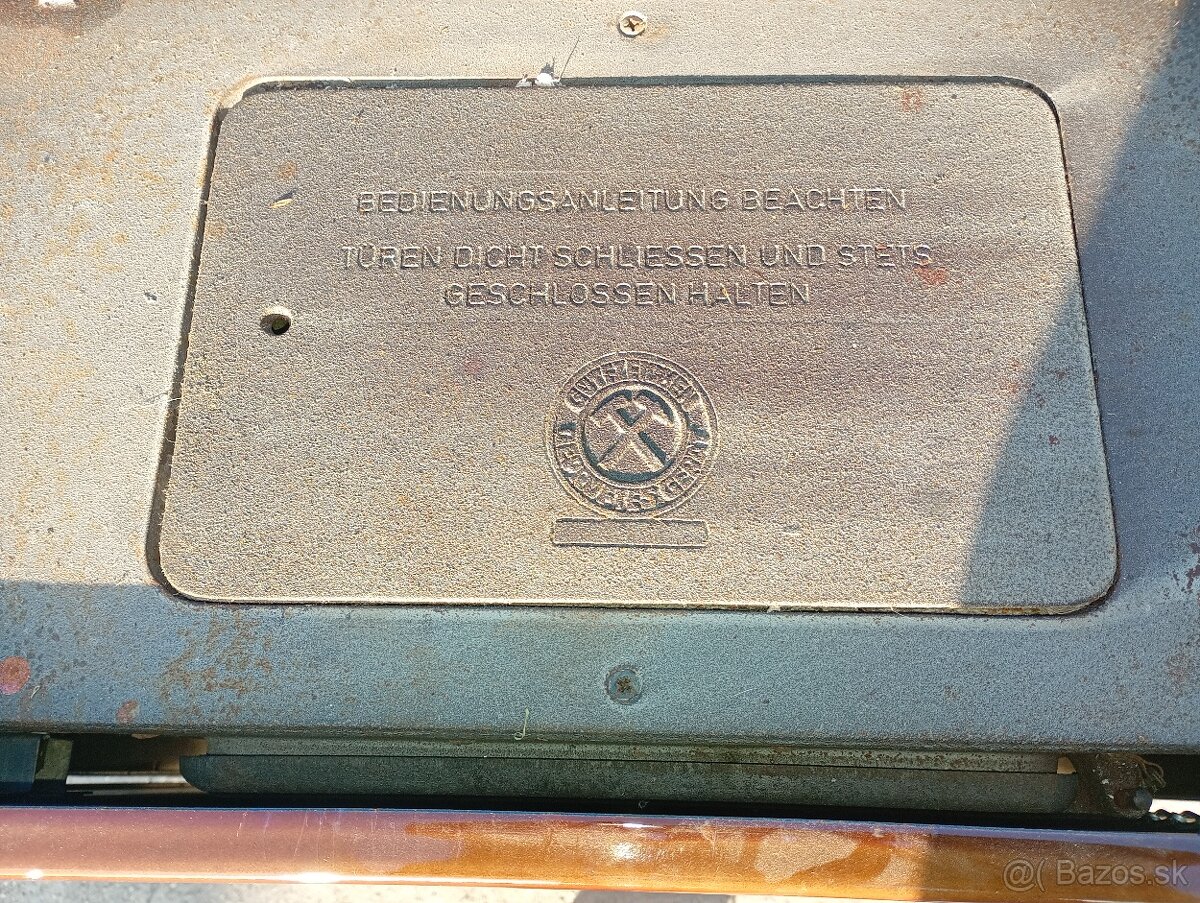 BEDIENUNGSANLEITUNG BEACHTEN
TÜREN DICHT SCHLIESSEN UND STETS
GESCHLOSSEN HALTEN
@( Bazos.sk